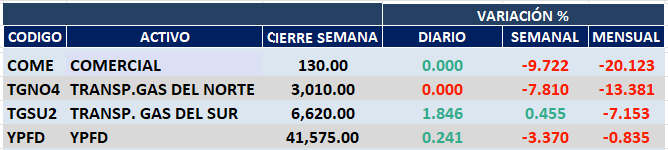 VARIACIÓN %
CODIGO ACTIVO CIERRE SEMANA DIARIO SEMANAL MENSUAL
COME COMERCIAL 130.00 0.000 -9.722 -20.123
TGNO4 TRANSP.GAS DEL NORTE 3,010.00 0.000 -7.810 -13.381
TGSU2 TRANSP. GAS DEL SUR 6,620.00 1.846 0.455 -7.153
YPFD YPFD 41,575.00 0.241 -3.370 -0.835